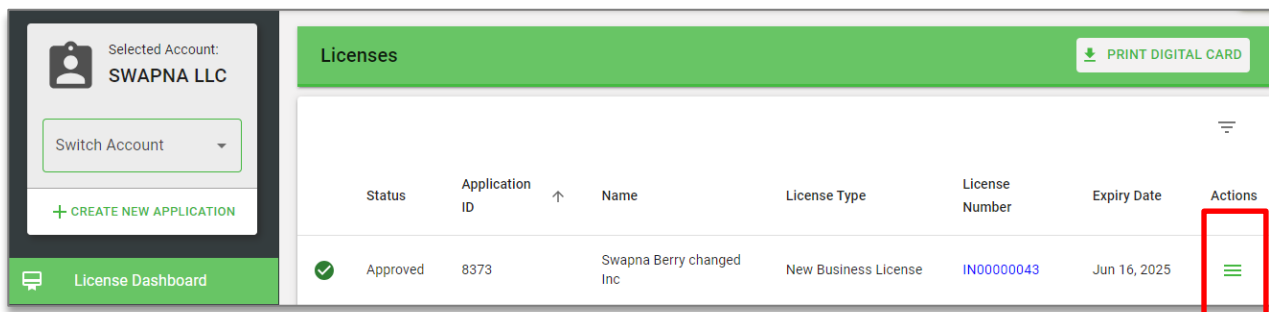 Selected Account:
SWAPNA LLC
Switch Account
+ CREATE NEW APPLICATION
License Dashboard
Licenses
PRINT DIGITAL CARD
Status
Application
ID
Name
License Type
License
Number
Expiry Date
Actions
Approved
8373
Swapna Berry changed
Inc
New Business License
IN00000043
Jun 16, 2025